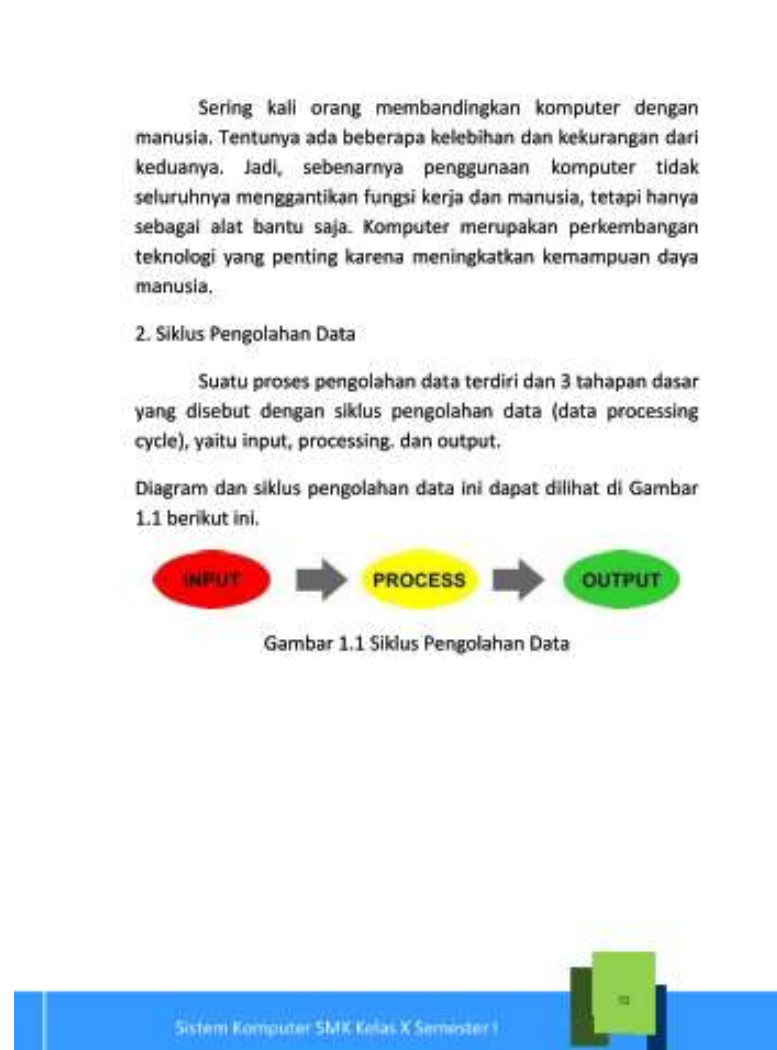 Sering kali orang membandingkan komputer dengan
manusia. Tentunya ada beberapa kelebihan dan kekurangan dari
keduanya. Jadi, sebenarnya penggunaan komputer tidak
seluruhnya menggantikan fungsi kerja dan manusia, tetapi hanya
sebagai alat bantu saja. Komputer merupakan perkembangan
teknologi yang penting karena meningkatkan kemampuan daya
manusia.
2. Siklus Pengolahan Data
Suatu proses pengolahan data terdiri dan 3 tahapan dasar
yang disebut dengan siklus pengolahan data (data processing
cycle), yaitu input, processing. dan output.
Diagram dan siklus pengolahan data ini dapat dilihat di Gambar
1.1 berikut ini.
INPUT PROCESS OUTPUT
Gambar 1.1 Siklus Pengolahan Data
Sistem Komputer SMK Kelas X Semester I